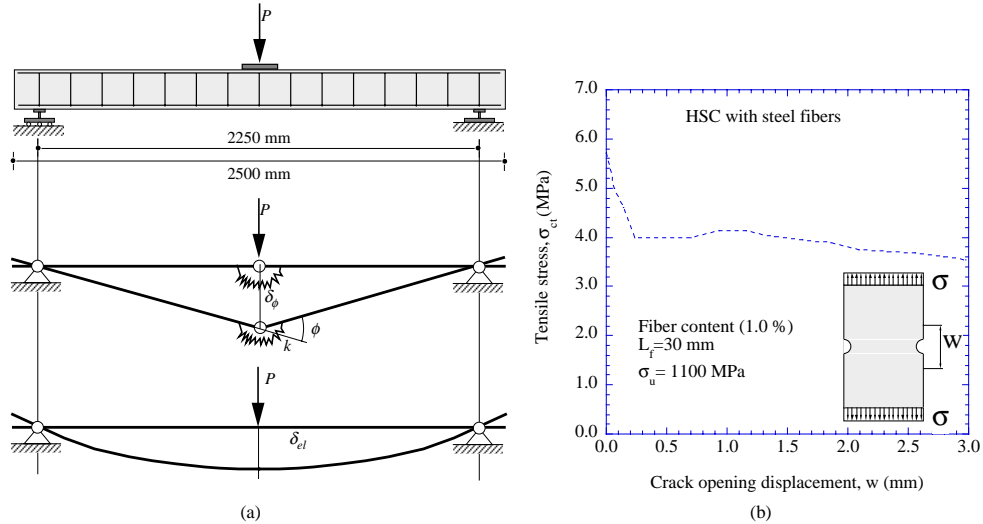 P
2250 mm
2500 mm
P
δϕ
ϕ
k
P
δel
(a)
7.0
6.0
5.0
4.0
3.0
2.0
1.0
0.0
Tensile stress, σct (MPa)
HSC with steel fibers
Fiber content (1.0 %)
Lf=30 mm
σu= 1100 MPa
σ
w
σ
0.0 0.5 1.0 1.5 2.0 2.5 3.0
Crack opening displacement, w (mm)
(b)